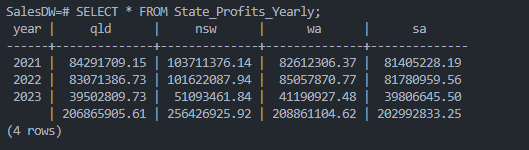 SalesDW=# SELECT * FROM State_Profits_Yearly;
 year |     qld      |     nsw      |      wa      |      sa
------+--------------+--------------+--------------+--------------
 2021 |  84291709.15 | 103711376.14 |  82612306.37 |  81405228.19
 2022 |  83071386.73 | 101622087.94 |  85057870.77 |  81780959.56
 2023 |  39502809.73 |  51093461.84 |  41190927.48 |  39806645.50
      | 206865905.61 | 256426925.92 | 208861104.62 | 202992833.25
(4 rows)